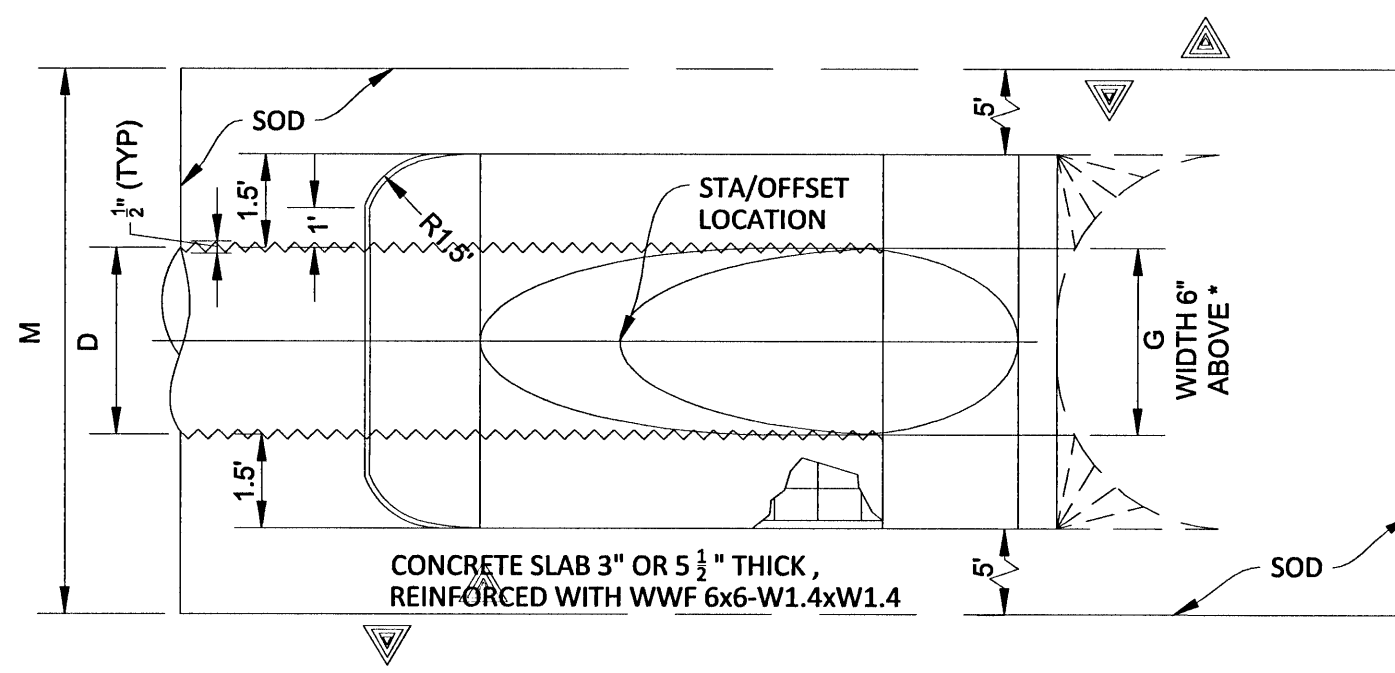 SOD
5'
½" (TYP)
1.5'
1'
R1.5'
STA/OFFSET
LOCATION
M
D
G
WIDTH 6"
ABOVE *
1.5'
CONCRETE SLAB 3" OR 5 ½" THICK ,
REINFORCED WITH WWF 6x6-W1.4xW1.4
5'
SOD